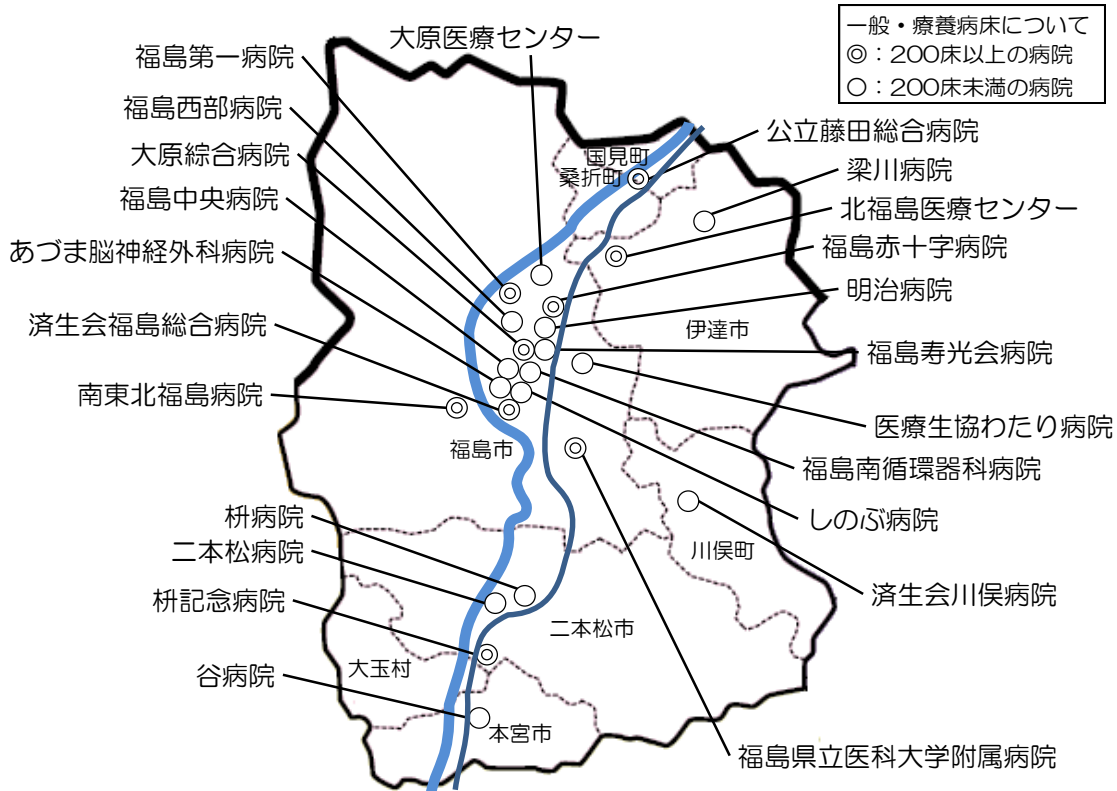 一般・療養病床について
◎：200床以上の病院
○：200床未満の病院
大原医療センター
福島第一病院
福島西部病院
大原綜合病院
福島中央病院
あづま脳神経外科病院
済生会福島総合病院
南東北福島病院
枡病院
二本松病院
枡記念病院
谷病院
公立藤田総合病院
梁川病院
北福島医療センター
福島赤十字病院
明治病院
福島寿光会病院
医療生協わたり病院
福島南循環器科病院
しのぶ病院
済生会川俣病院
福島県立医科大学附属病院
国見町
桑折町
伊達市
福島市
川俣町
二本松市
大玉村
本宮市